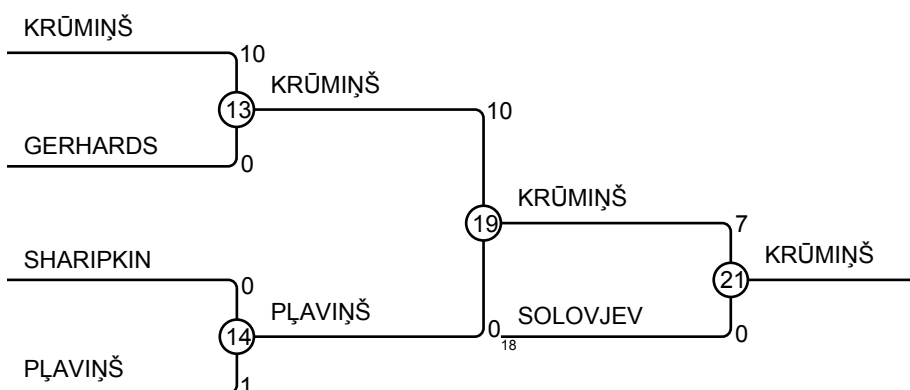 KRŪMIŅŠ
10
13
KRŪMIŅŠ
10
GERHARDS
0
19
KRŪMIŅŠ
7
21
KRŪMIŅŠ
SHARIPKIN
0
14
PĻAVIŅŠ
0
18
SOLOVJEV
0
PĻAVIŅŠ
1